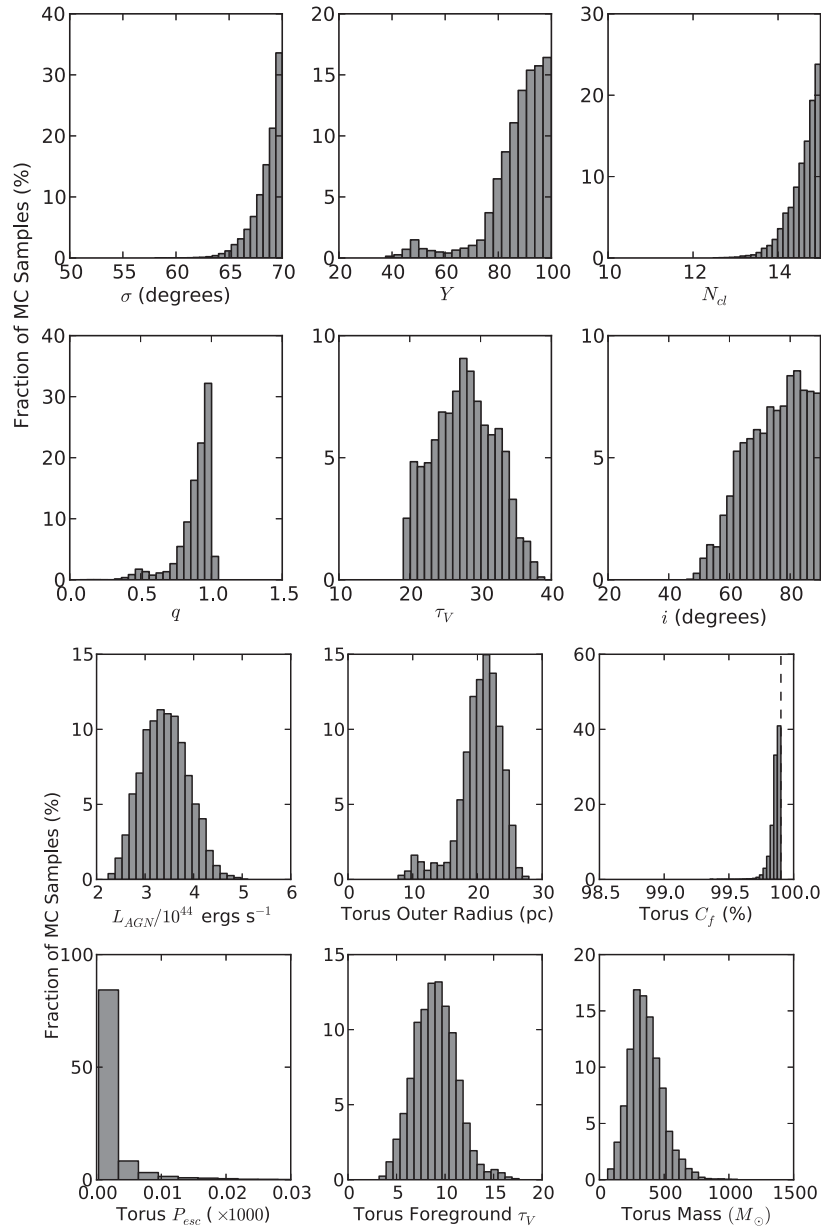 Fraction of MC Samples (%)
40
30
20
10
0
50 55 60 65 70
σ (degrees)
20
15
10
5
0
20 40 60 80 100
Y
30
20
10
0
10 12 14
N_cl
40
30
20
10
0
0.0 0.5 1.0 1.5
q
10
5
0
10 20 30 40
τ_V
10
5
0
20 40 60 80
i (degrees)
Fraction of MC Samples (%)
15
10
5
0
2 3 4 5 6
L_AGN/10^44 ergs s^−1
15
10
5
0
0 10 20 30
Torus Outer Radius (pc)
60
40
20
0
98.5 99.0 99.5 100.0
Torus C_f (%)
100
50
0
0.00 0.01 0.02 0.03
Torus P_esc (×1000)
15
10
5
0
0 5 10 15 20
Torus Foreground τ_V
20
15
10
5
0
0 500 1000 1500
Torus Mass (M_⊙)